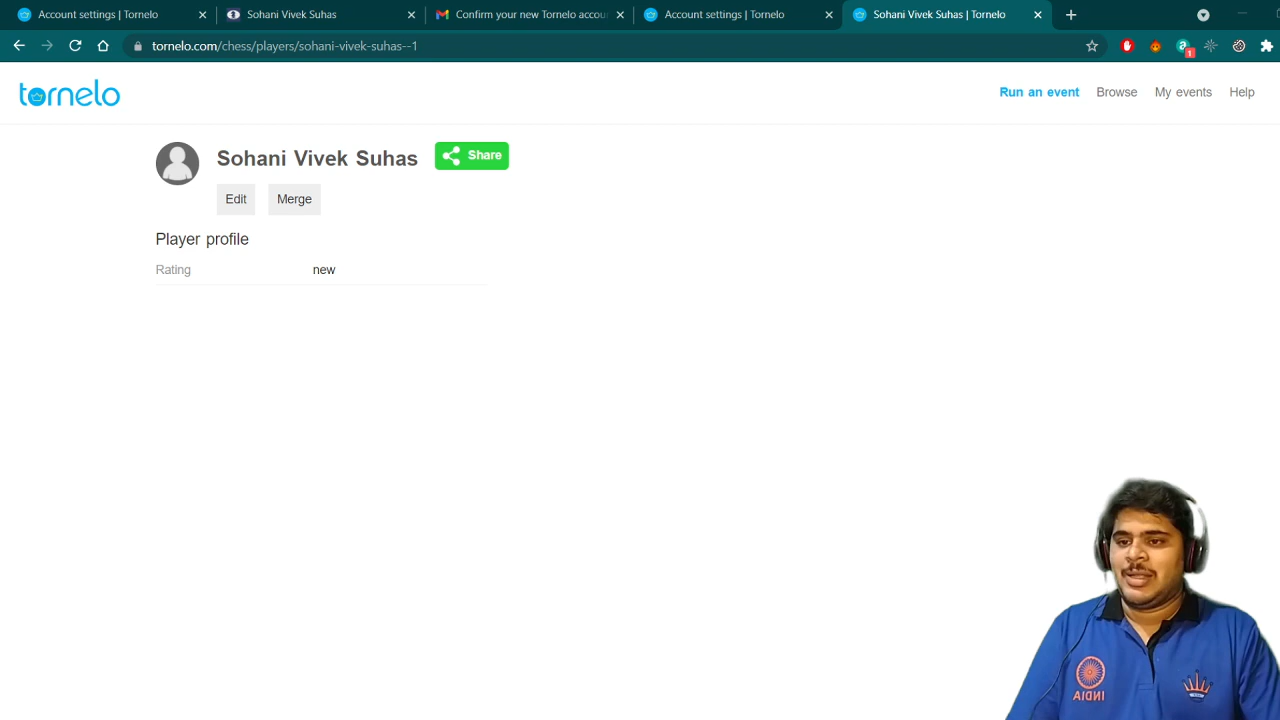 Account settings | Tornelo
Sohani Vivek Suhas
Confirm your new Tornelo accou
Account settings | Tornelo
Sohani Vivek Suhas | Tornelo
tornelo.com/chess/players/sohani-vivek-suhas--1
1
tornelo
Run an event
Browse
My events
Help
Sohani Vivek Suhas
Share
Edit
Merge
Player profile
Rating
new
INDIA